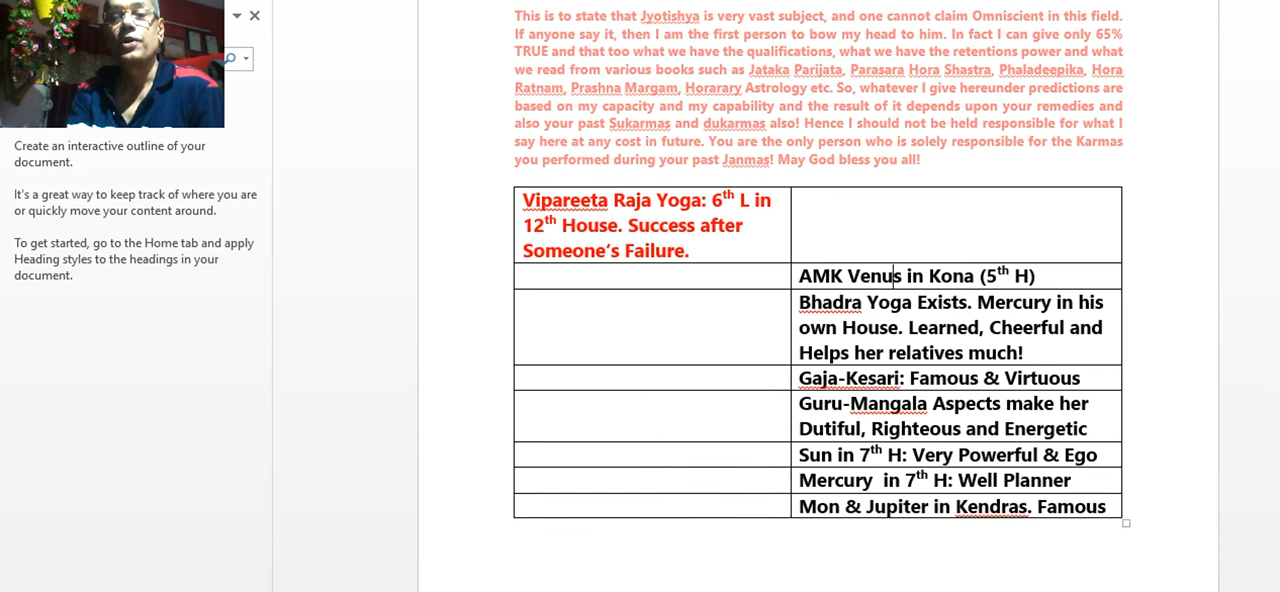 Create an interactive outline of your
document.
It's a great way to keep track of where you are
or quickly move your content around.
To get started, go to the Home tab and apply
Heading styles to the headings in your
document.
This is to state that Jyotishya is very vast subject, and one cannot claim Omniscient in this field.
If anyone say it, then I am the first person to bow my head to him. In fact I can give only 65%
TRUE and that too what we have the qualifications, what we have the retentions power and what
we read from various books such as Jataka Parijata, Parasara Hora Shastra, Phaladeepika, Hora
Ratnam, Prashna Margam, Horarary Astrology etc. So, whatever I give hereunder predictions are
based on my capacity and my capability and the result of it depends upon your remedies and
also your past Sukarmas and dukarmas also! Hence I should not be held responsible for what I
say here at any cost in future. You are the only person who is solely responsible for the Karmas
you performed during your past Janmas! May God bless you all!
Vipareeta Raja Yoga: 6th L in
12th House. Success after
Someone's Failure.
AMK Venus in Kona (5th H)
Bhadra Yoga Exists. Mercury in his
own House. Learned, Cheerful and
Helps her relatives much!
Gaja-Kesari: Famous & Virtuous
Guru-Mangala Aspects make her
Dutiful, Righteous and Energetic
Sun in 7th H: Very Powerful & Ego
Mercury  in 7th H: Well Planner
Mon & Jupiter in Kendras. Famous